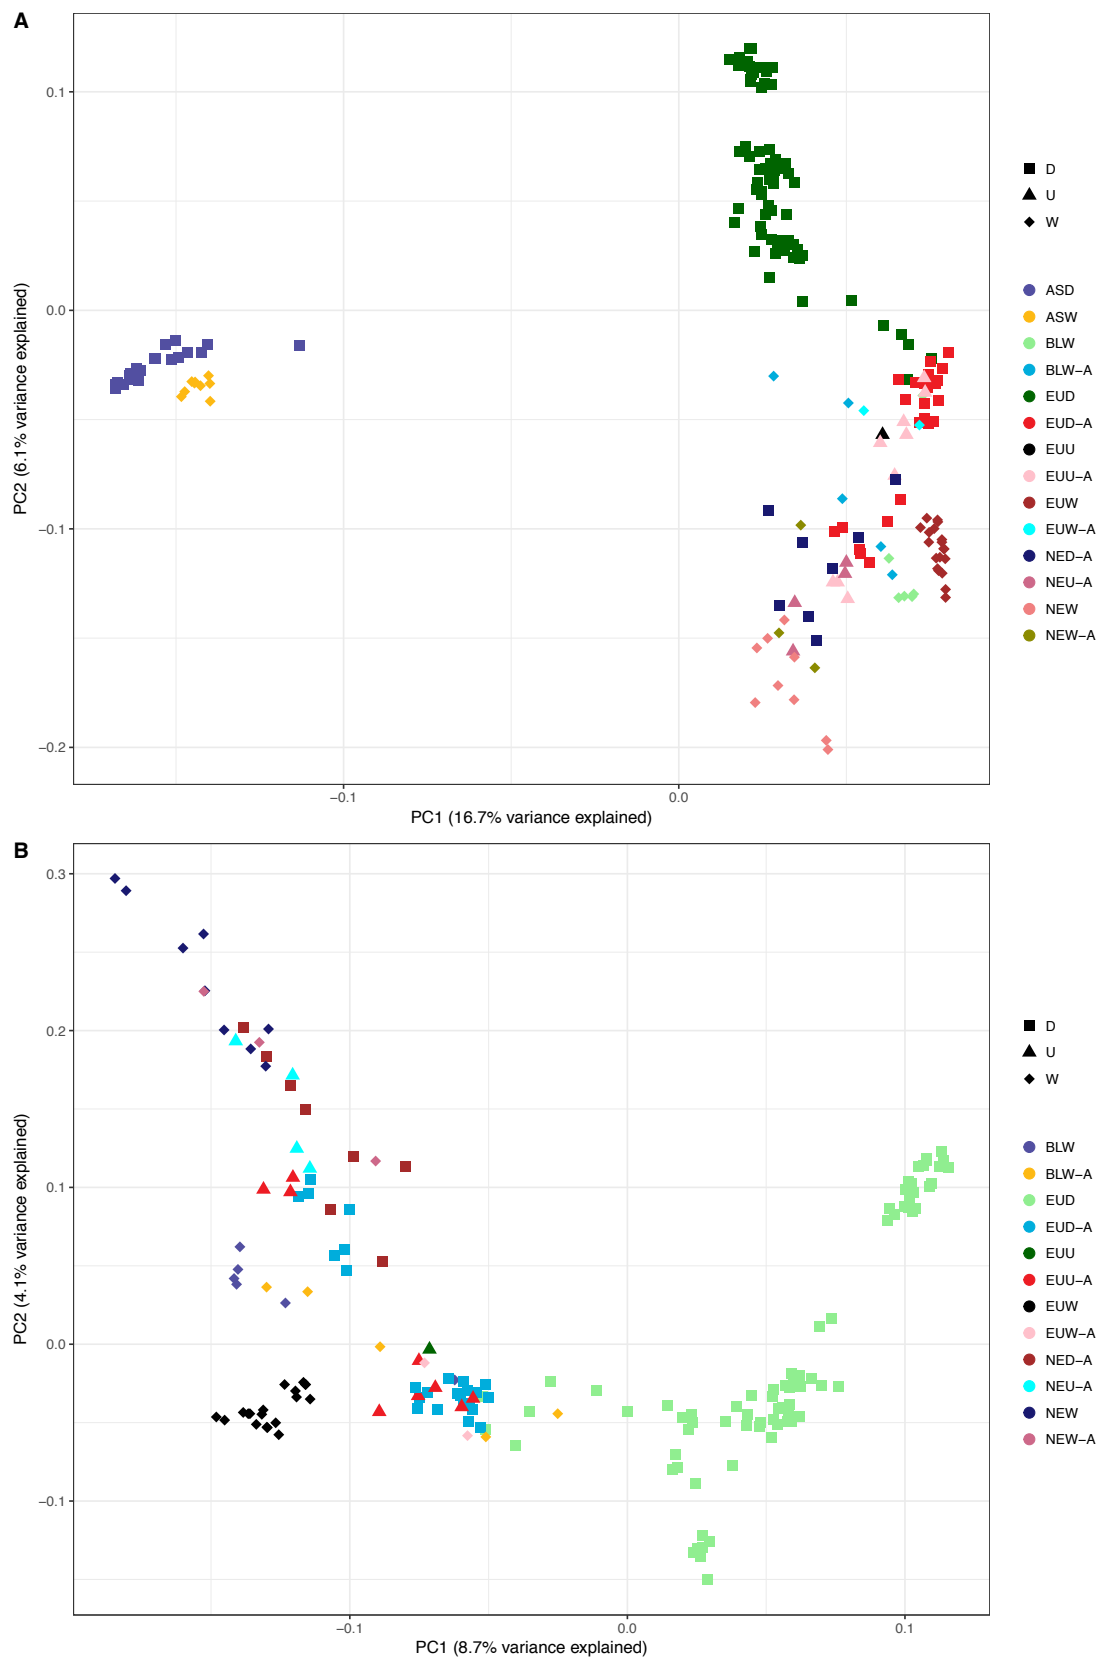 A
0.1
0.0
−0.1
−0.2
PC2 (6.1% variance explained)
−0.1
0.0
PC1 (16.7% variance explained)
D
U
W
ASD
ASW
BLW
BLW−A
EUD
EUD−A
EUU
EUU−A
EUW
EUW−A
NED−A
NEU−A
NEW
NEW−A
B
0.3
0.2
0.1
0.0
−0.1
PC2 (4.1% variance explained)
−0.1
0.0
0.1
PC1 (8.7% variance explained)
D
U
W
BLW
BLW−A
EUD
EUD−A
EUU
EUU−A
EUW
EUW−A
NED−A
NEU−A
NEW
NEW−A